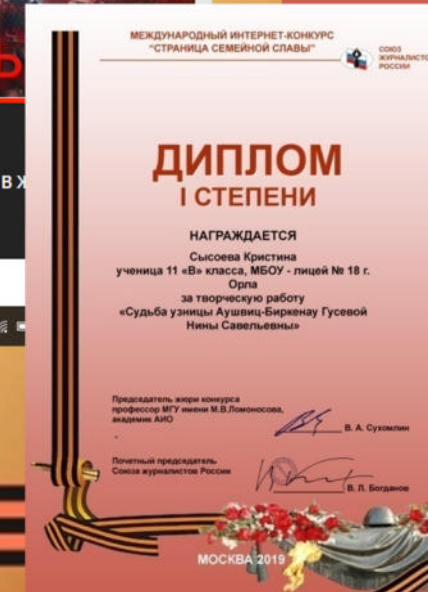 МЕЖДУНАРОДНЫЙ ИНТЕРНЕТ-КОНКУРС
"СТРАНИЦА СЕМЕЙНОЙ СЛАВЫ"
СОЮЗ
ЖУРНАЛИСТО
РОССИИ
ДИПЛОМ
I СТЕПЕНИ
НАГРАЖДАЕТСЯ
Сысоева Кристина
ученица 11 «В» класса, МБОУ - лицей № 18 г.
Орла
за творческую работу
«Судьба узницы Аушвиц-Биркенау Гусевой
Нины Савельевны»
Председатель жюри конкурса
профессор МГУ имени М.В.Ломоносова,
академик АИО
В. А. Сухомлин
Почетный председатель
Союза журналистов России
В. Л. Богданов
МОСКВА 2019